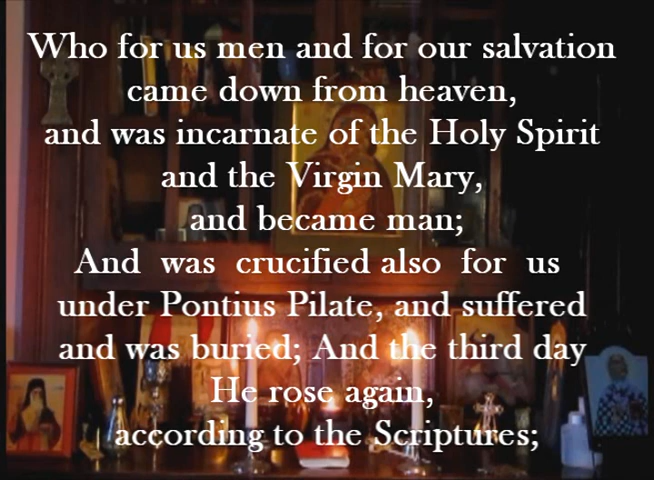 Who for us men and for our salvation
came down from heaven,
and was incarnate of the Holy Spirit
and the Virgin Mary,
and became man;
And was crucified also for us
under Pontius Pilate, and suffered
and was buried; And the third day
He rose again,
according to the Scriptures;